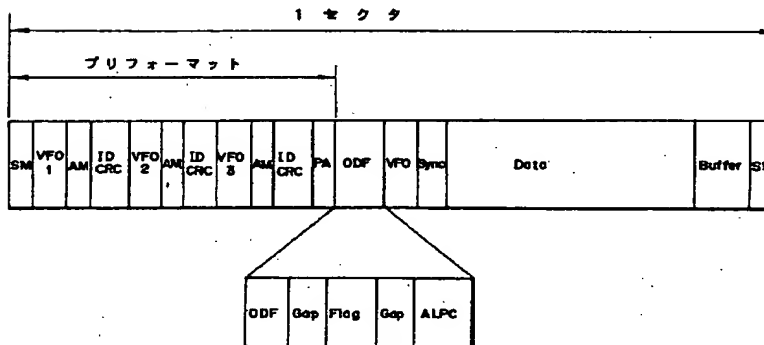 1 セクタ
プリフォーマット
SM VFO 1 AM ID CRC VFO 2 AM ID CRC VFO 3 AM ID CRC PA ODF VFO Sync Data Buffer
ODF Gap Flag Gap ALPC